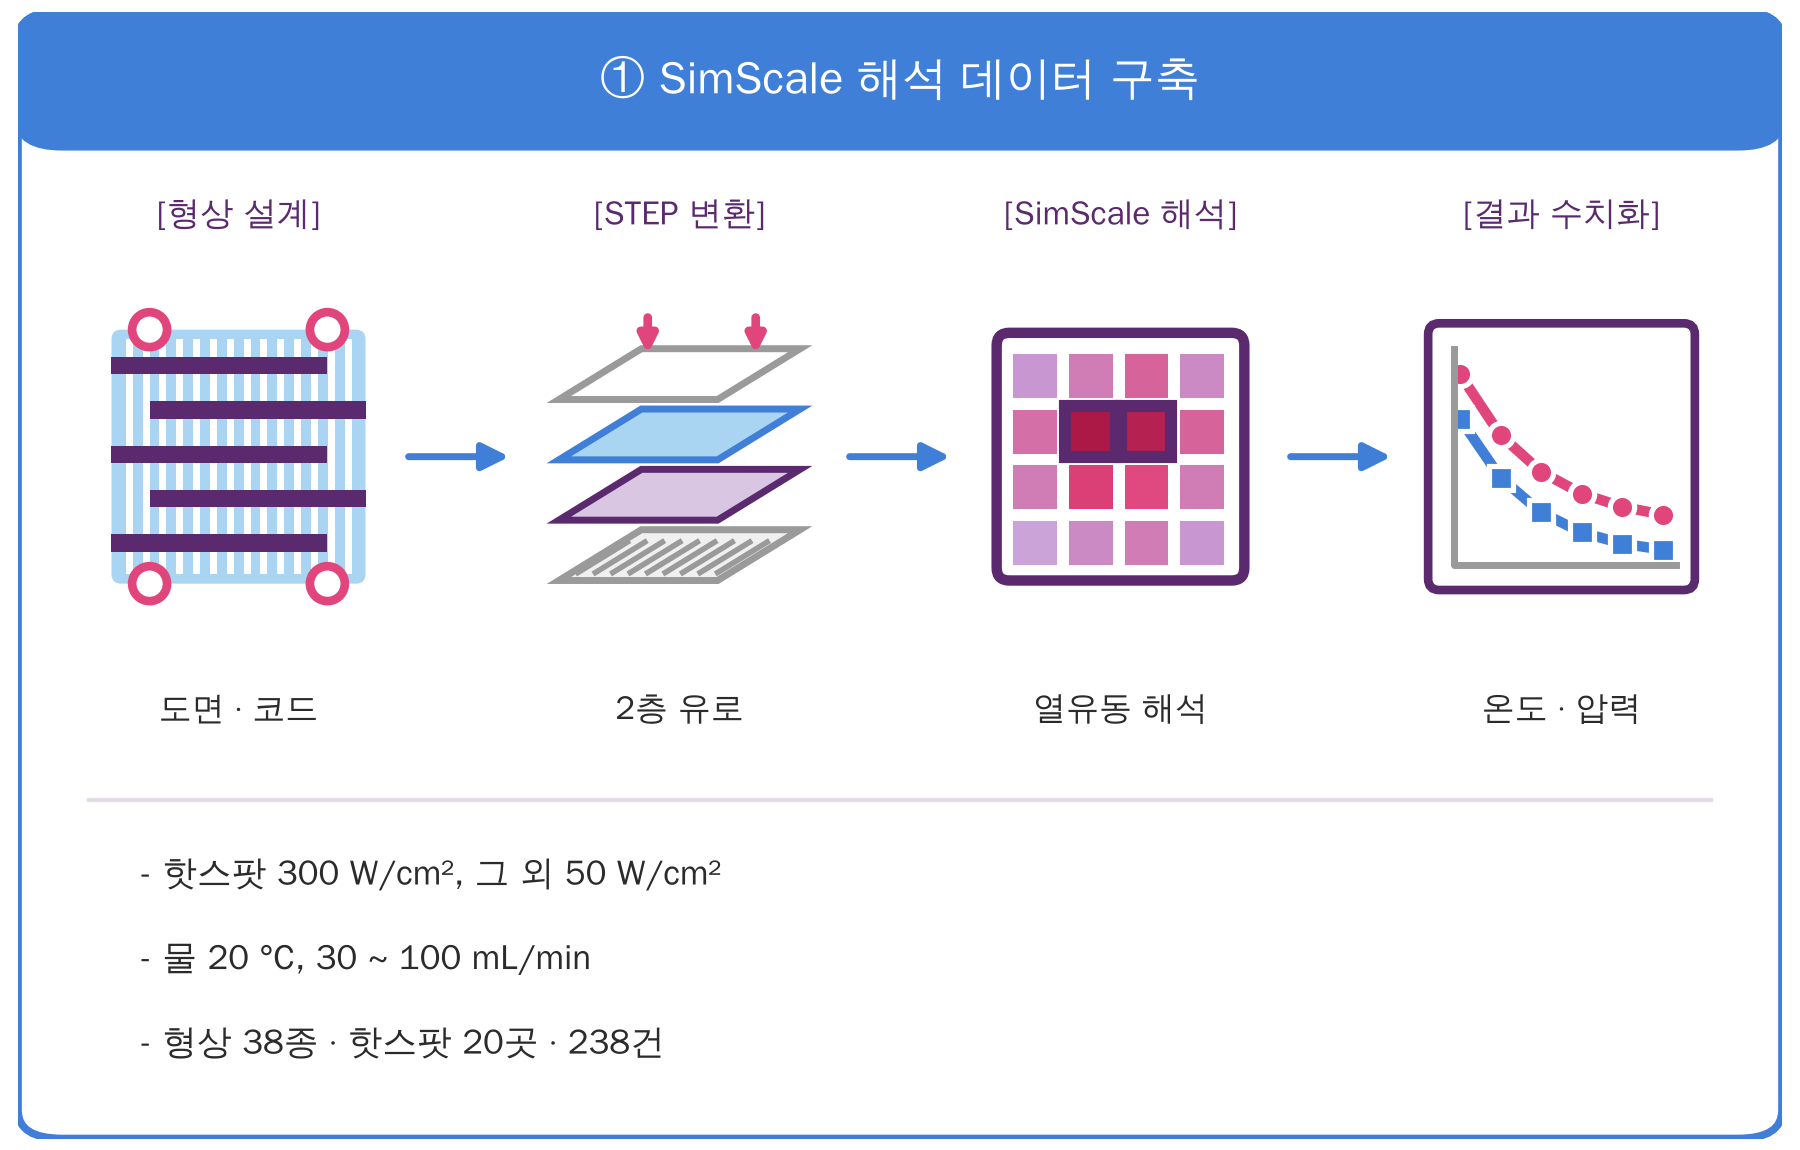 ① SimScale 해석 데이터 구축
[형상 설계] [STEP 변환] [SimScale 해석] [결과 수치화]
도면 · 코드 2층 유로 열유동 해석 온도 · 압력
- 핫스팟 300 W/cm², 그 외 50 W/cm²
- 물 20 °C, 30 ~ 100 mL/min
- 형상 38종 · 핫스팟 20곳 · 238건